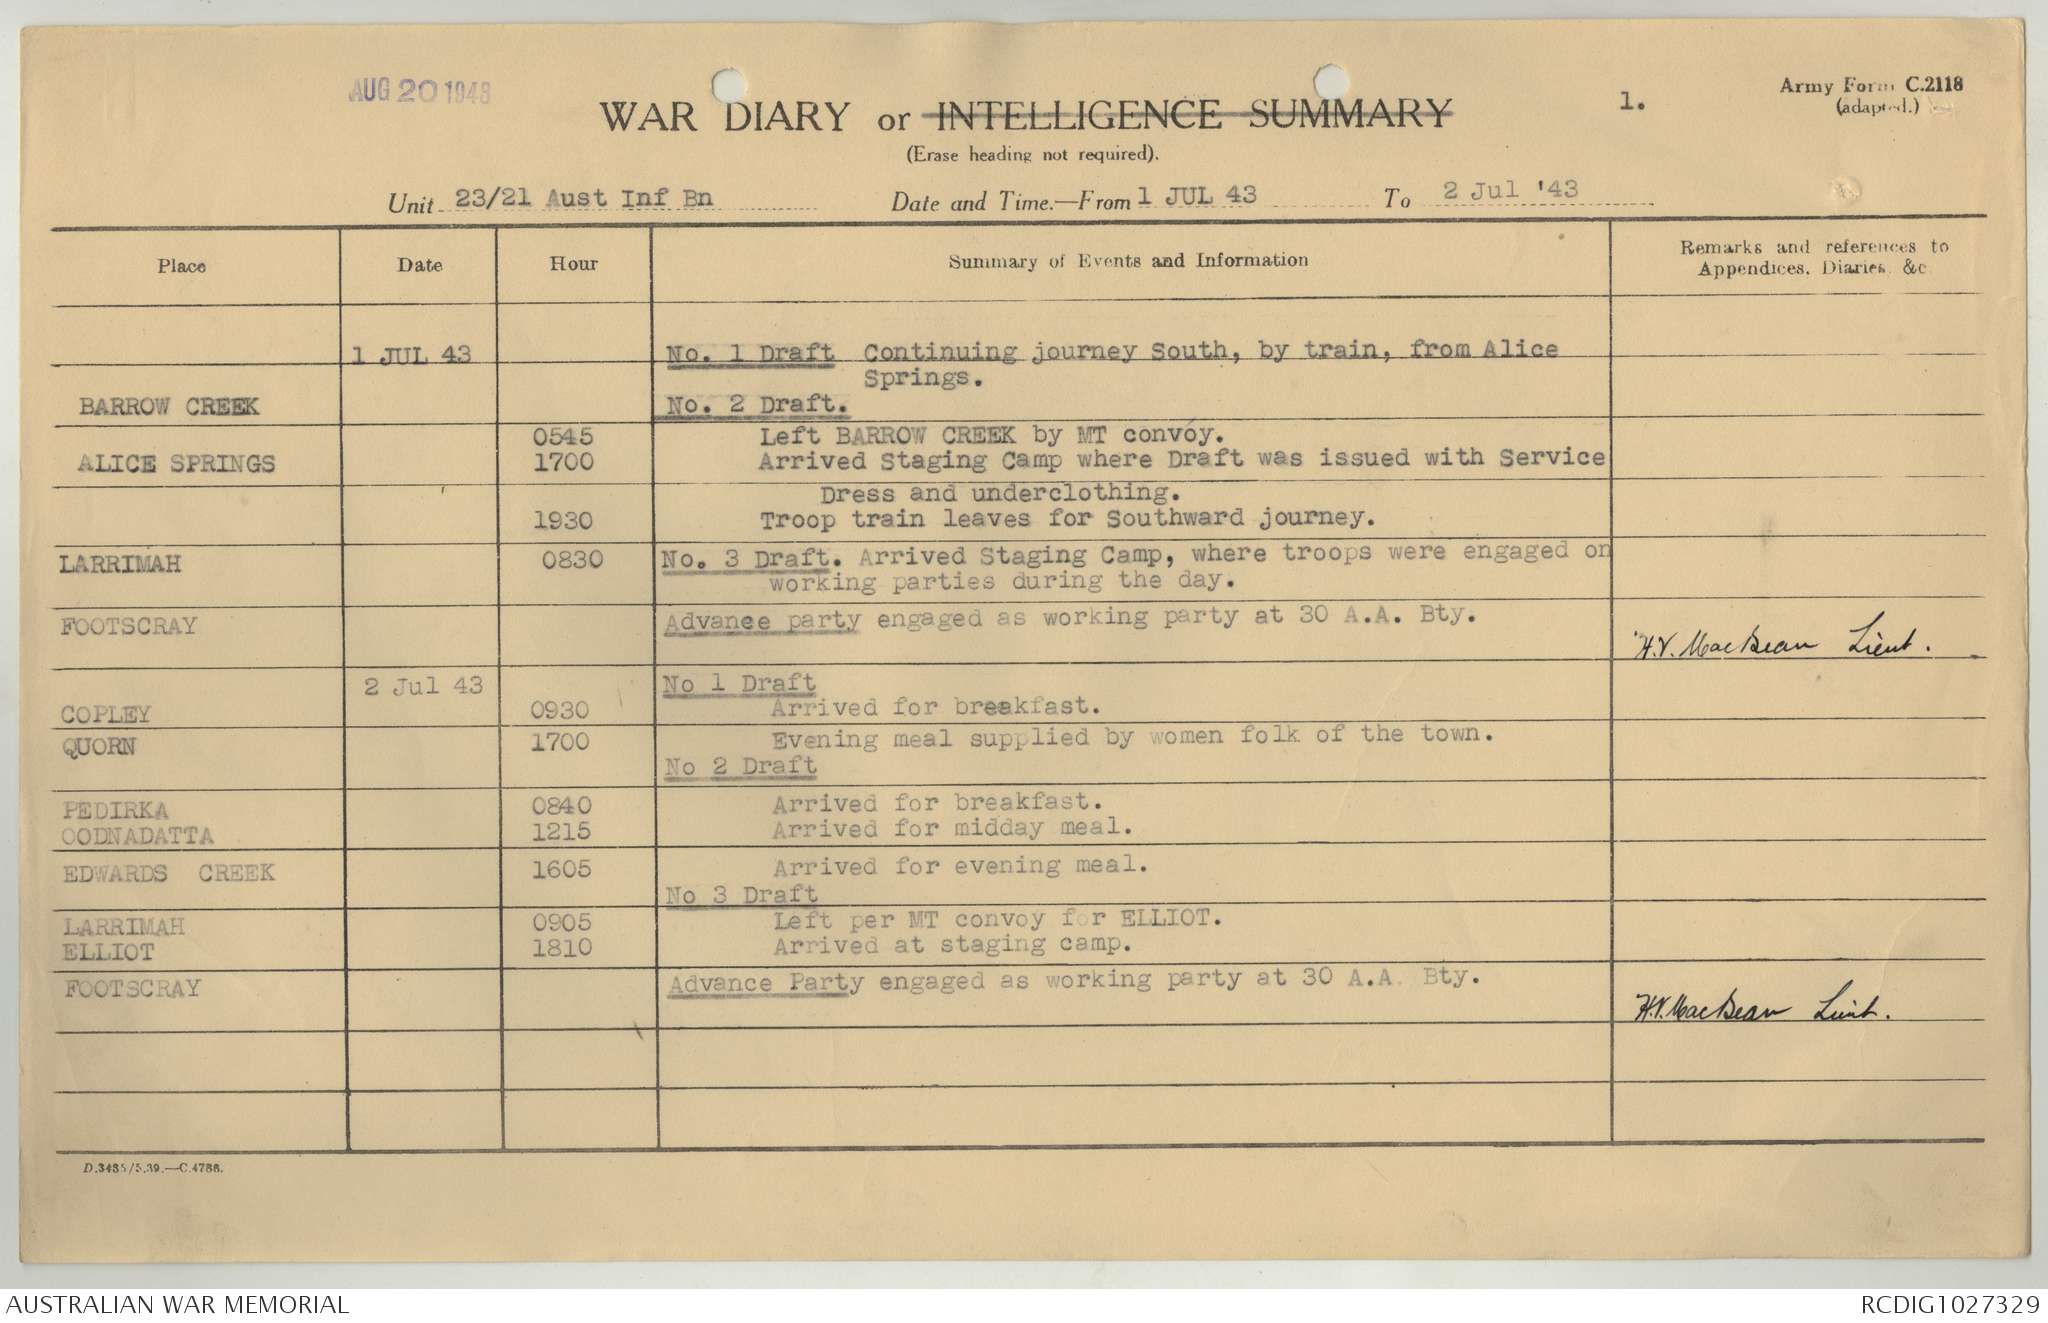 AUG 20 1943
WAR DIARY or INTELLIGENCE SUMMARY
1.
Army Form C.2118
(adapted.)
(Erase heading not required).
Unit 23/21 Aust Inf Bn Date and Time.—From 1 JUL 43 To 2 Jul '43
Place Date Hour Summary of Events and Information Remarks and references to
Appendices, Diaries, &c.
1 JUL 43 No. 1 Draft Continuing journey South, by train, from Alice
Springs.
BARROW CREEK No. 2 Draft.
0545 Left BARROW CREEK by MT convoy.
ALICE SPRINGS 1700 Arrived Staging Camp where Draft was issued with Service
Dress and underclothing.
1930 Troop train leaves for Southward journey.
LARRIMAH 0830 No. 3 Draft. Arrived Staging Camp, where troops were engaged on
working parties during the day.
FOOTSCRAY Advance party engaged as working party at 30 A.A. Bty.
H.V. MacBean Lieut.
2 Jul 43 No 1 Draft
COPLEY 0930 Arrived for breakfast.
QUORN 1700 Evening meal supplied by women folk of the town.
No 2 Draft
PEDIRKA 0840 Arrived for breakfast.
OODNADATTA 1215 Arrived for midday meal.
EDWARDS CREEK 1605 Arrived for evening meal.
No 3 Draft
LARRIMAH 0905 Left per MT convoy for ELLIOT.
ELLIOT 1810 Arrived at staging camp.
FOOTSCRAY Advance Party engaged as working party at 30 A.A. Bty.
H.V. MacBean Lieut.
D.3485/5.39.—C.4788.
AUSTRALIAN WAR MEMORIAL RCDIG1027329